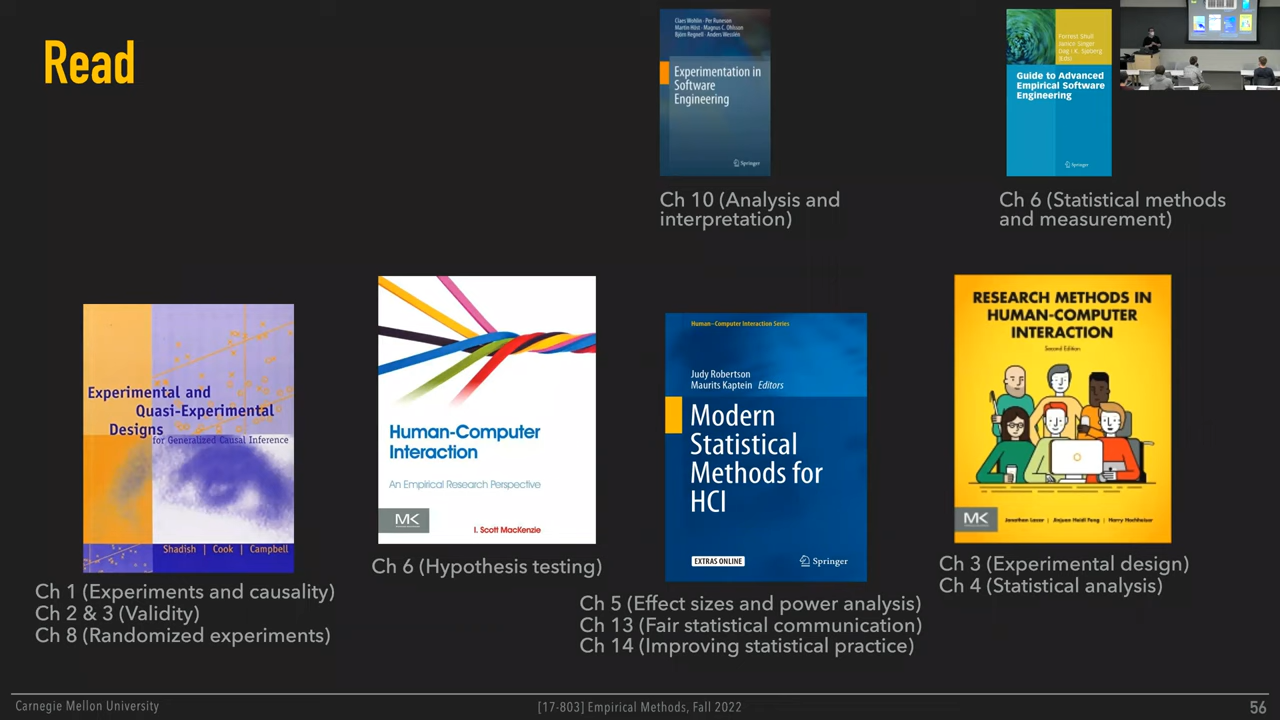 Read
Claes Wohlin · Per Runeson
Martin Höst · Magnus C. Ohlsson
Björn Regnell · Anders Wesslén
Experimentation in
Software
Engineering
Springer
Ch 10 (Analysis and
interpretation)
Forrest Shull
Janice Singer
Dag I.K. Sjøberg
Guide to Advanced
Empirical Software
Engineering
Springer
Ch 6 (Statistical methods
and measurement)
Experimental and
Quasi-Experimental
Designs
for Generalized Causal Inference
Shadish | Cook | Campbell
Ch 1 (Experiments and causality)
Ch 2 & 3 (Validity)
Ch 8 (Randomized experiments)
Human-Computer
Interaction
An Empirical Research Perspective
MK
I. Scott MacKenzie
Ch 6 (Hypothesis testing)
Human–Computer Interaction Series
Judy Robertson
Maurits Kaptein Editors
Modern
Statistical
Methods for
HCI
EXTRAS ONLINE
Springer
Ch 5 (Effect sizes and power analysis)
Ch 13 (Fair statistical communication)
Ch 14 (Improving statistical practice)
RESEARCH METHODS IN
HUMAN-COMPUTER
INTERACTION
Second Edition
MK
Jonathan Lazar | Jinjuan Heidi Feng | Harry Hochheiser
Ch 3 (Experimental design)
Ch 4 (Statistical analysis)
Carnegie Mellon University
[17-803] Empirical Methods, Fall 2022
56